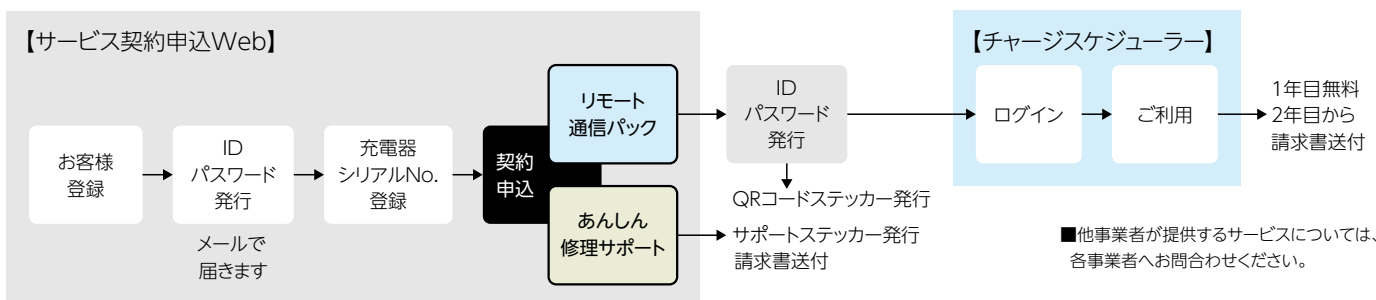 【サービス契約申込Web】
お客様
登録
ID
パスワード
発行
メールで
届きます
充電器
シリアルNo.
登録
契約
申込
リモート
通信パック
あんしん
修理サポート
ID
パスワード
発行
QRコードステッカー発行
サポートステッカー発行
請求書送付
【チャージスケジューラー】
ログイン
ご利用
1年目無料
2年目から
請求書送付
■他事業者が提供するサービスについては、
各事業者へお問合わせください。